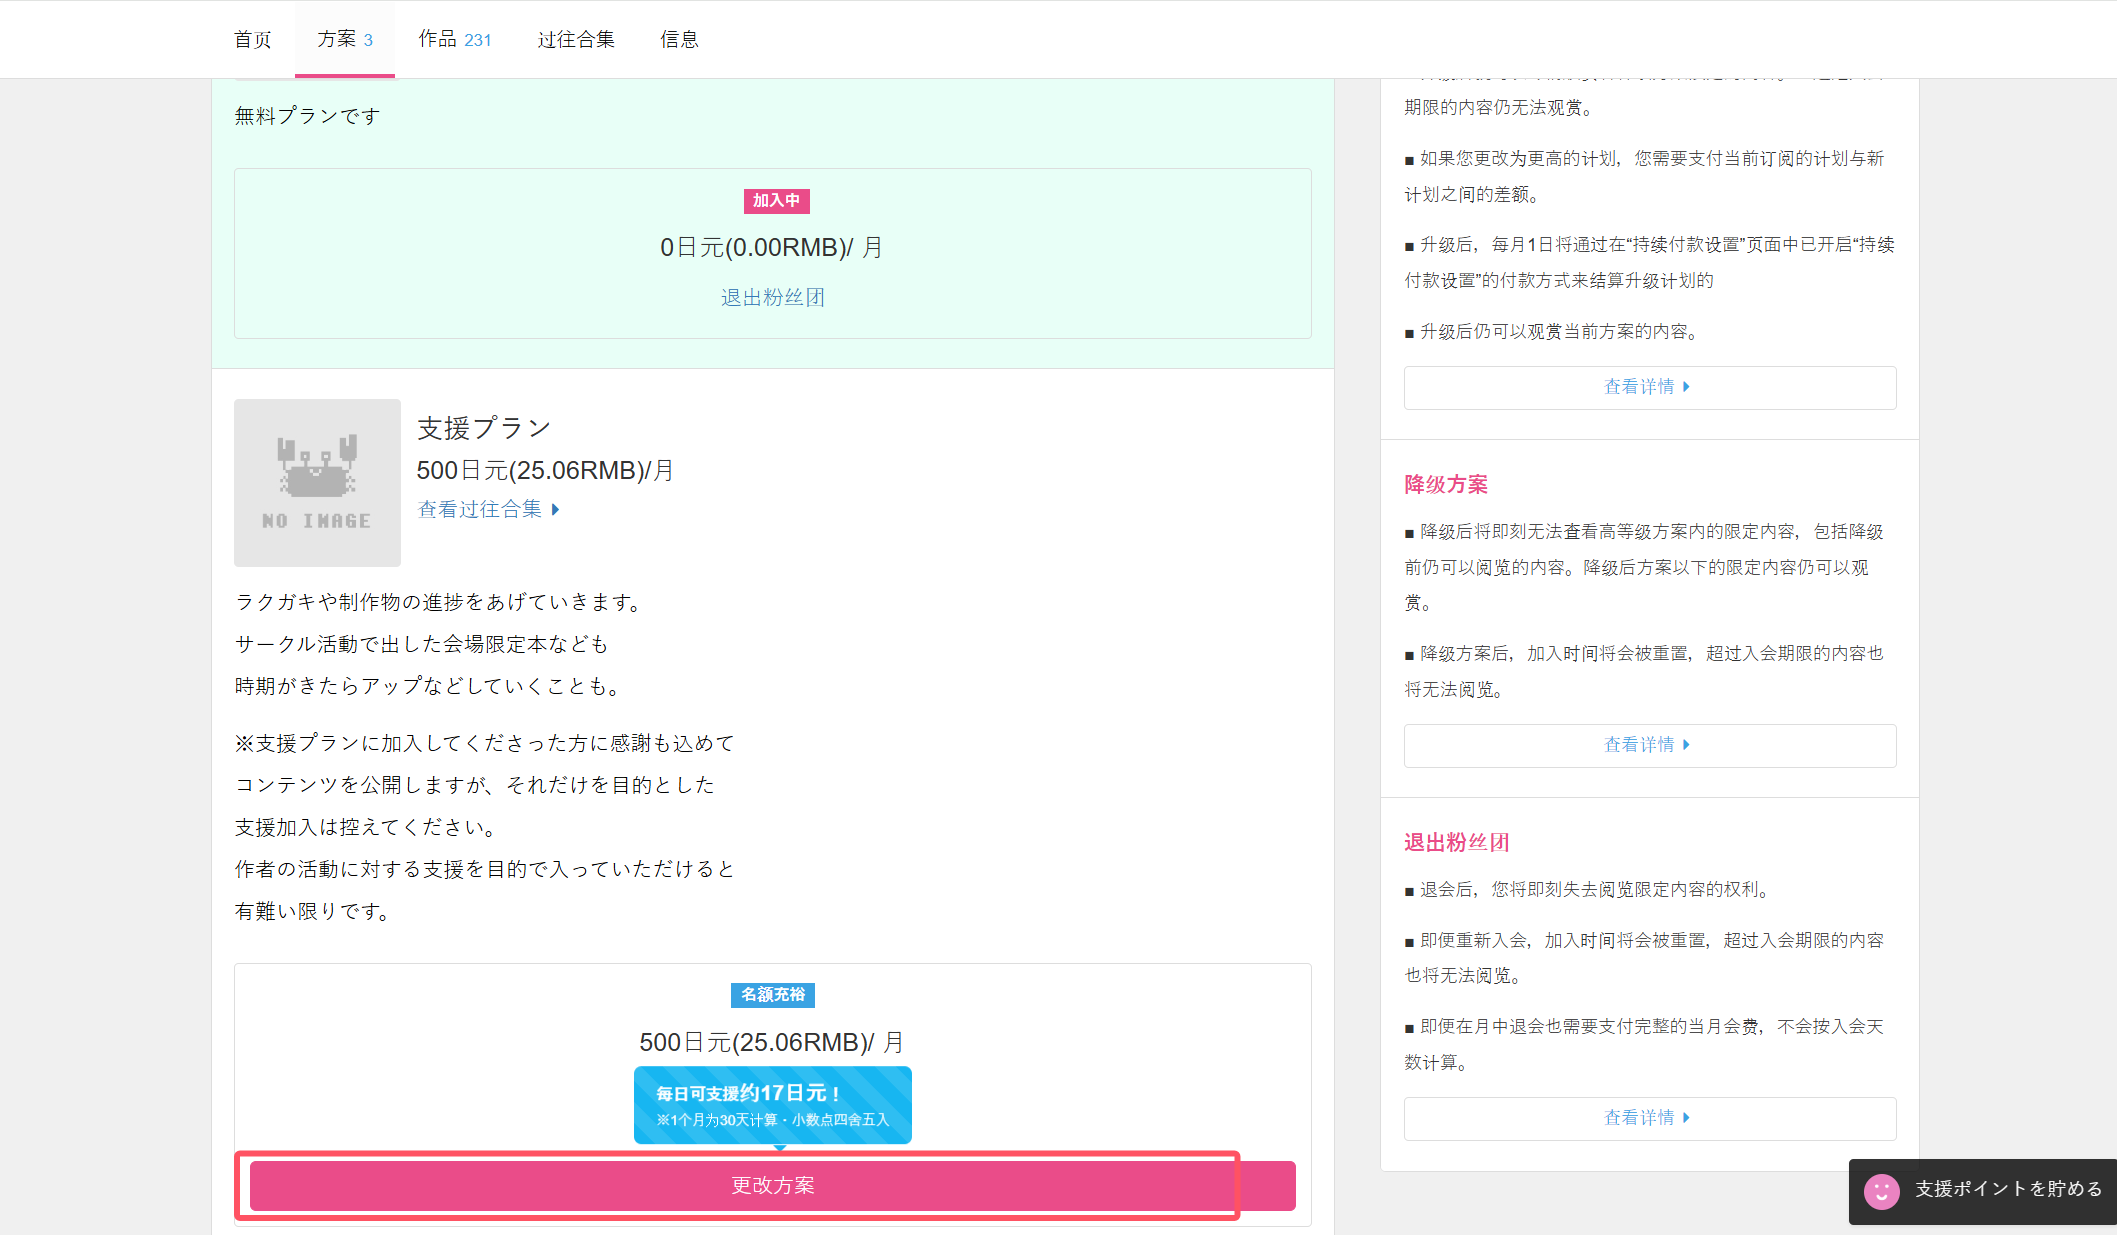 首页
方案 3
作品 231
过往合集
信息
無料プランです
加入中
0日元(0.00RMB)/ 月
退出粉丝团
支援プラン
500日元(25.06RMB)/月
查看过往合集
NO IMAGE
ラクガキや制作物の進捗をあげていきます。
サークル活動で出した会場限定本なども
時期がきたらアップなどしていくことも。
※支援プランに加入してくださった方に感謝も込めて
コンテンツを公開しますが、それだけを目的とした
支援加入は控えてください。
作者の活動に対する支援を目的で入っていただけると
有難い限りです。
名额充裕
500日元(25.06RMB)/ 月
每日可支援约17日元！
※1个月为30天计算・小数点四舍五入
更改方案
期限的内容仍无法观赏。
■ 如果您更改为更高的计划，您需要支付当前订阅的计划与新
计划之间的差额。
■ 升级后，每月1日将通过在“持续付款设置”页面中已开启“持续
付款设置”的付款方式来结算升级计划的
■ 升级后仍可以观赏当前方案的内容。
查看详情
降级方案
■ 降级后将即刻无法查看高等级方案内的限定内容，包括降级
前仍可以阅览的内容。降级后方案以下的限定内容仍可以观
赏。
■ 降级方案后，加入时间将会被重置，超过入会期限的内容也
将无法阅览。
查看详情
退出粉丝团
■ 退会后，您将即刻失去阅览限定内容的权利。
■ 即便重新入会，加入时间将会被重置，超过入会期限的内容
也将无法阅览。
■ 即便在月中退会也需要支付完整的当月会费，不会按入会天
数计算。
查看详情
支援ポイントを貯める